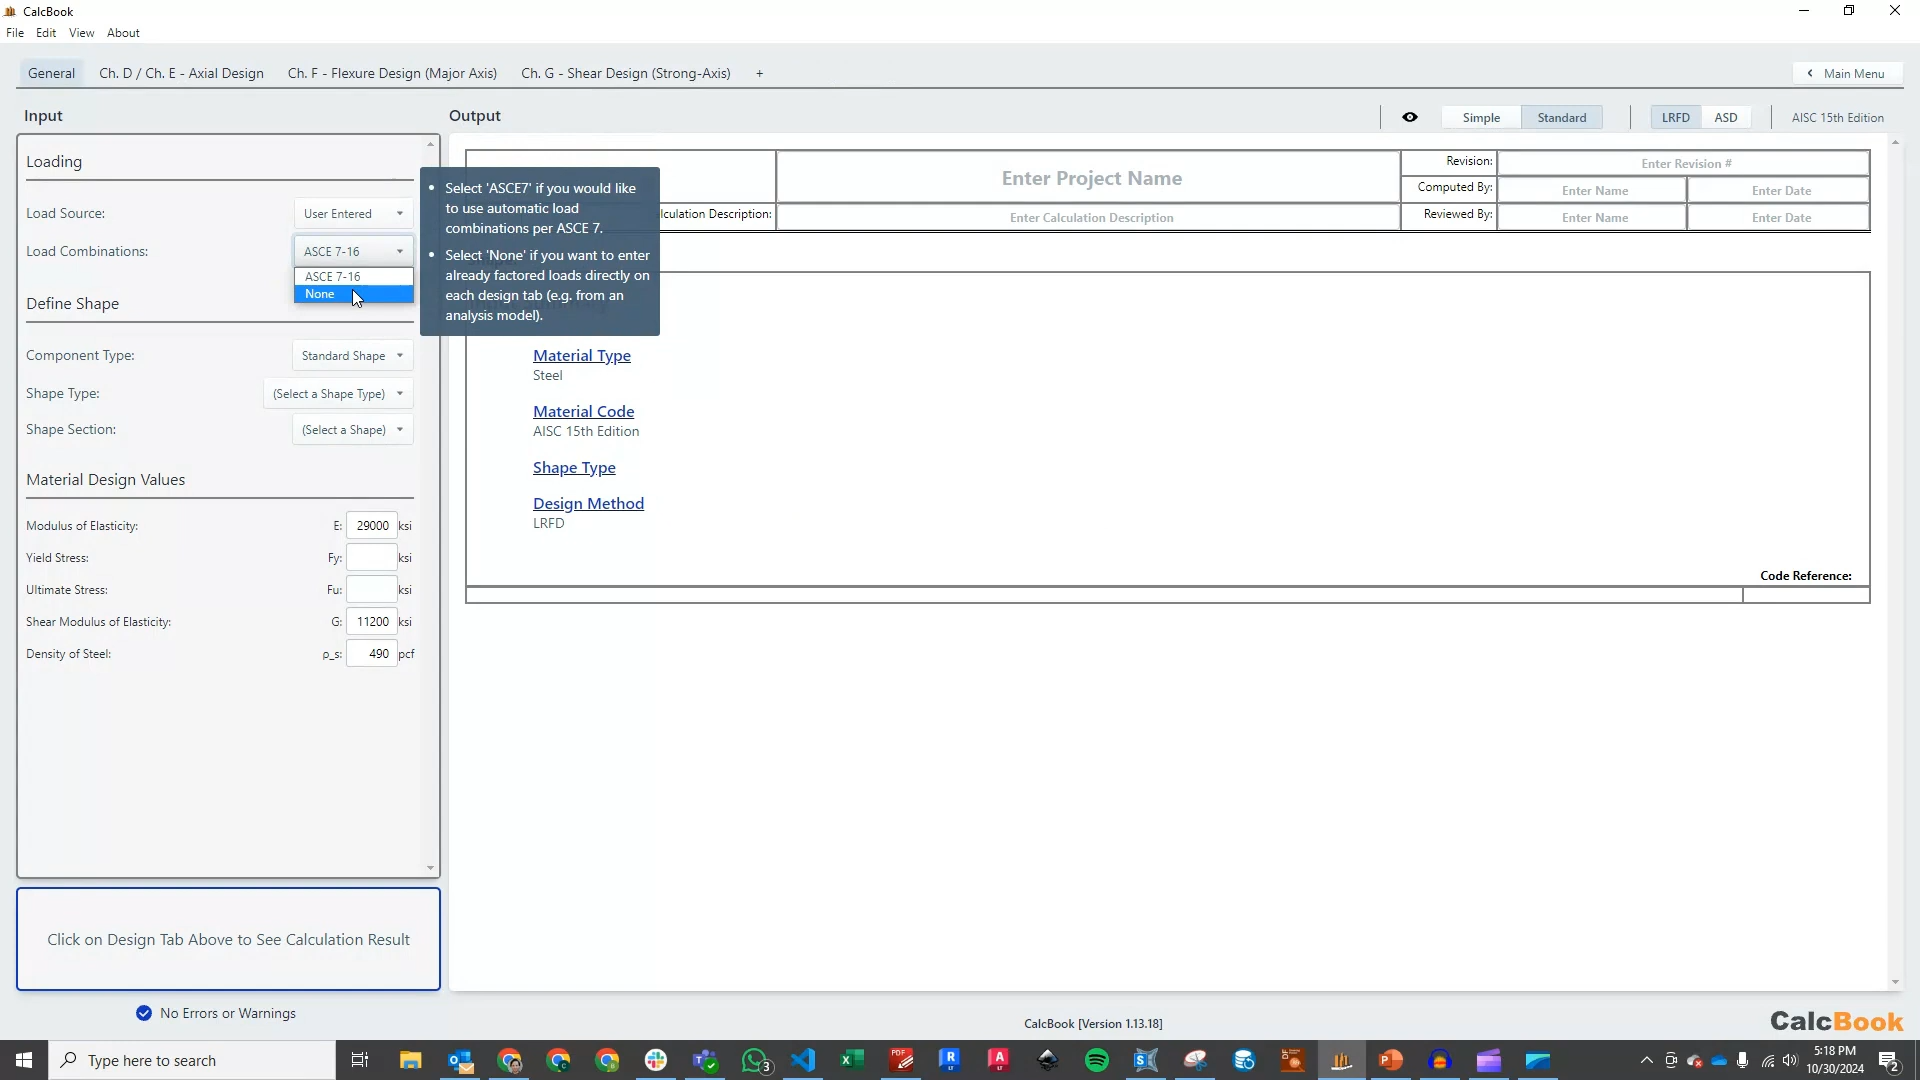 CalcBook
File Edit View About
General Ch. D / Ch. E - Axial Design Ch. F - Flexure Design (Major Axis) Ch. G - Shear Design (Strong-Axis) + Main Menu
Input
Output
Simple Standard LRFD ASD AISC 15th Edition
Loading
Load Source: User Entered
Load Combinations: ASCE 7-16
ASCE 7-16
None
Define Shape
Component Type: Standard Shape
Shape Type: (Select a Shape Type)
Shape Section: (Select a Shape)
Material Design Values
Modulus of Elasticity: E: 29000 ksi
Yield Stress: Fy: ksi
Ultimate Stress: Fu: ksi
Shear Modulus of Elasticity: G: 11200 ksi
Density of Steel: ρ_s: 490 pcf
Click on Design Tab Above to See Calculation Result
No Errors or Warnings
• Select 'ASCE7' if you would like
to use automatic load
combinations per ASCE 7.
• Select 'None' if you want to enter
already factored loads directly on
each design tab (e.g. from an
analysis model).
Enter Project Name
lculation Description: Enter Calculation Description
Revision: Enter Revision #
Computed By: Enter Name Enter Date
Reviewed By: Enter Name Enter Date
Material Type
Steel
Material Code
AISC 15th Edition
Shape Type
Design Method
LRFD
Code Reference:
CalcBook [Version 1.13.18]
CalcBook
Type here to search
5:18 PM
10/30/2024